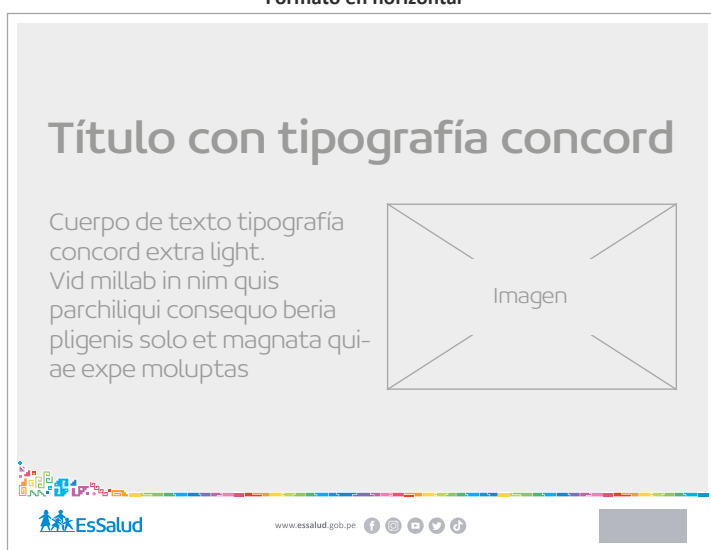 Formato en horizontal
Título con tipografía concord
Cuerpo de texto tipografía
concord extra light.
Vid millab in nim quis
parchiliqui consequo beria
pligenis solo et magnata qui-
ae expe moluptas
Imagen
EsSalud
www.essalud.gob.pe